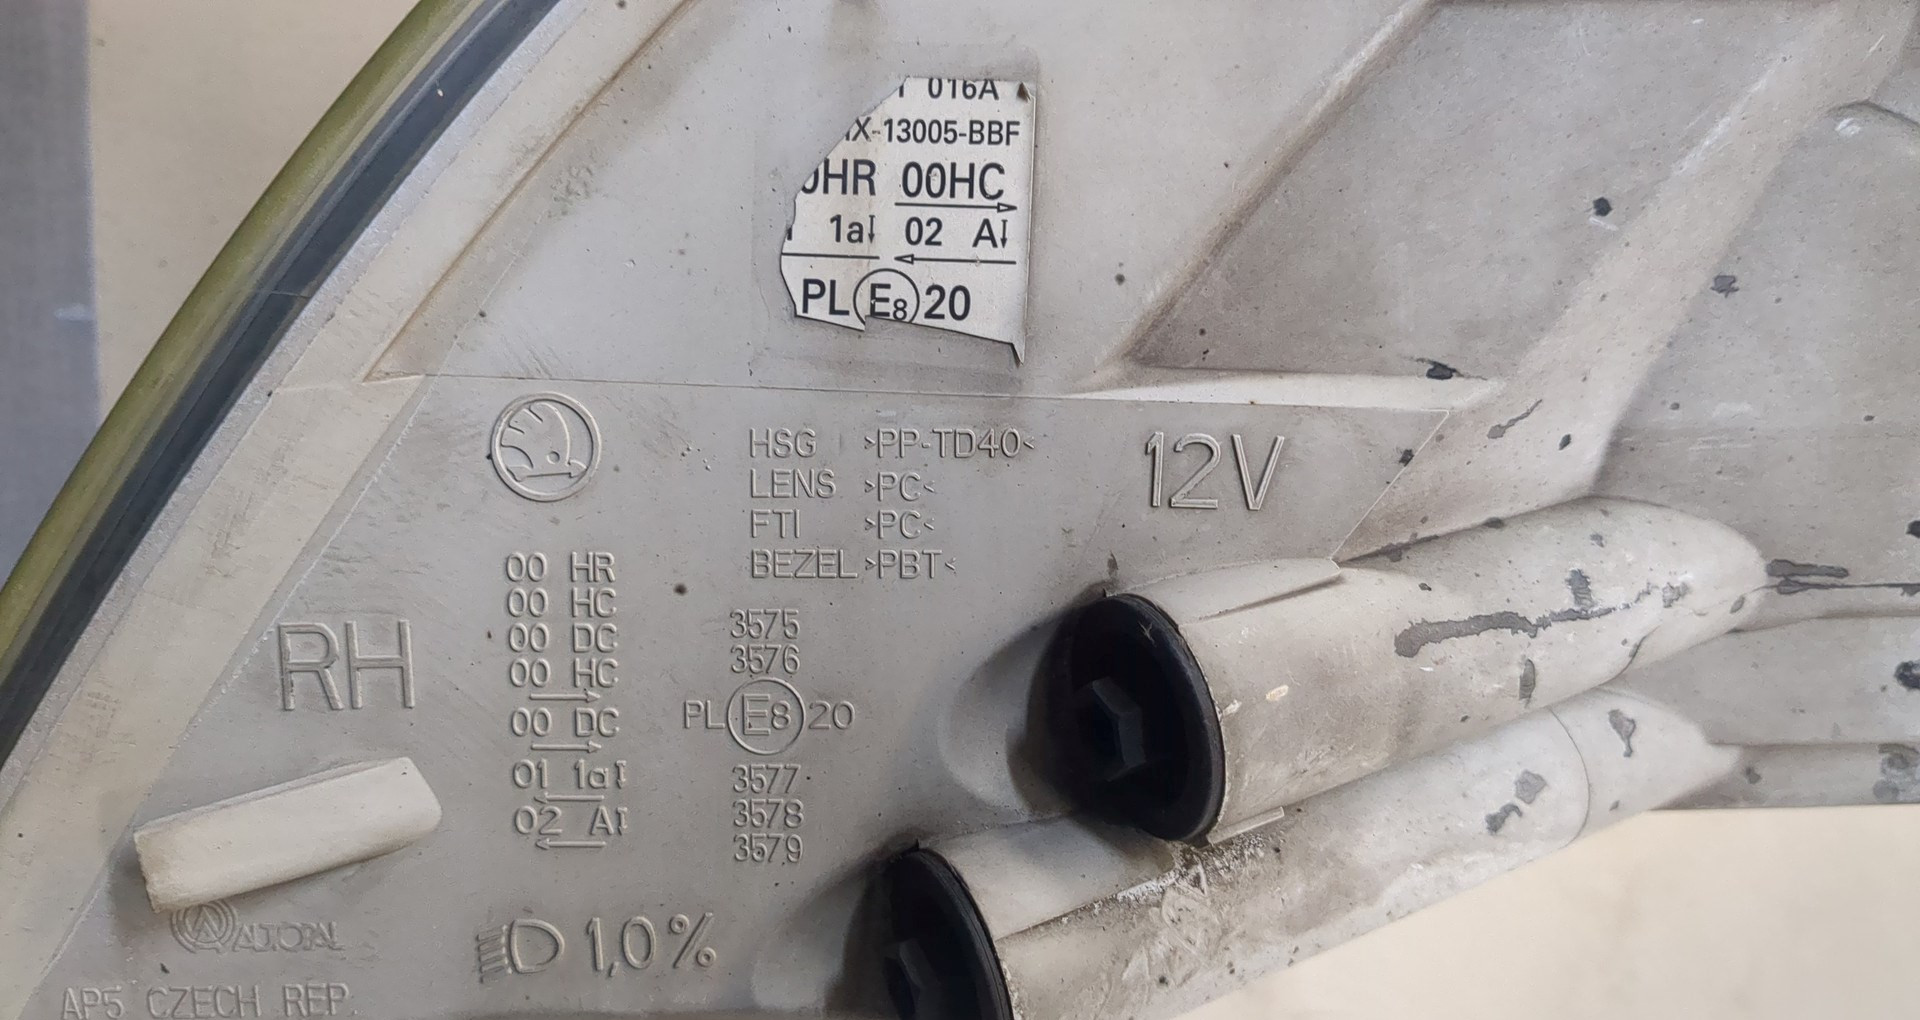 016A
X-13005-BBF
HR 00HC
1a 02 A
PL E8 20
HSG >PP-TD40<
LENS >PC<
FTI >PC<
BEZEL >PBT<
12V
00 HR
00 HC
00 DC
00 HC
00 DC
01 1a
02 A
RH
3575
3576
PL E8 20
3577
3578
3579
AUTOPAL
1,0%
AP5 CZECH REP.